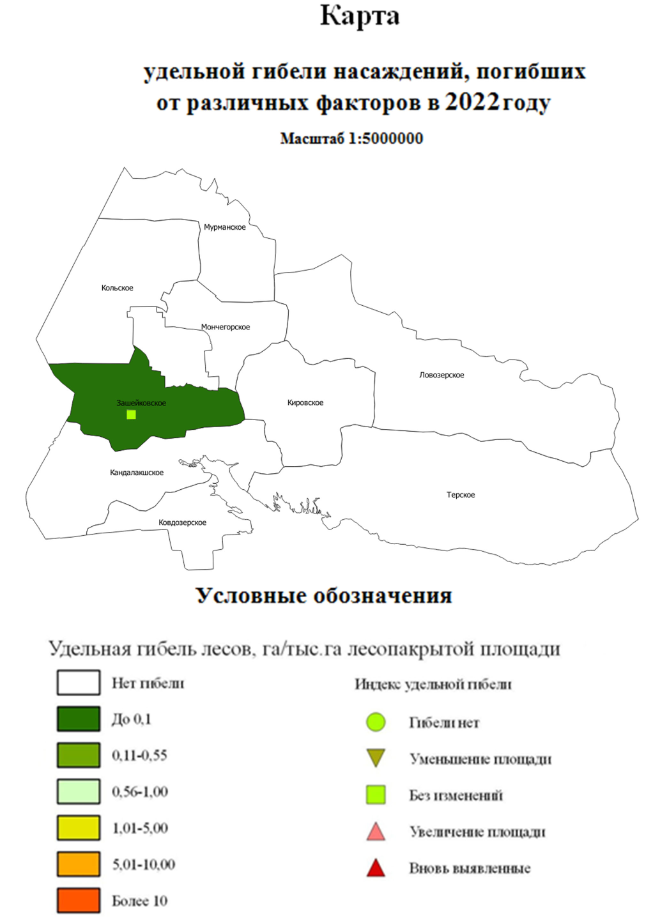 Карта
удельной гибели насаждений, погибших
от различных факторов в 2022 году
Масштаб 1:5000000
Мурманское
Кольское
Мончегорское
Ловозерское
Зашейковское
Кировское
Кандалакшское
Терское
Ковдозерское
Условные обозначения
Удельная гибель лесов, га/тыс.га лесопакрытой площади
Нет гибели
До 0,1
0,11-0,55
0,56-1,00
1,01-5,00
5,01-10,00
Более 10
Индекс удельной гибели
Гибели нет
Уменьшение площади
Без изменений
Увеличение площади
Вновь выявленные